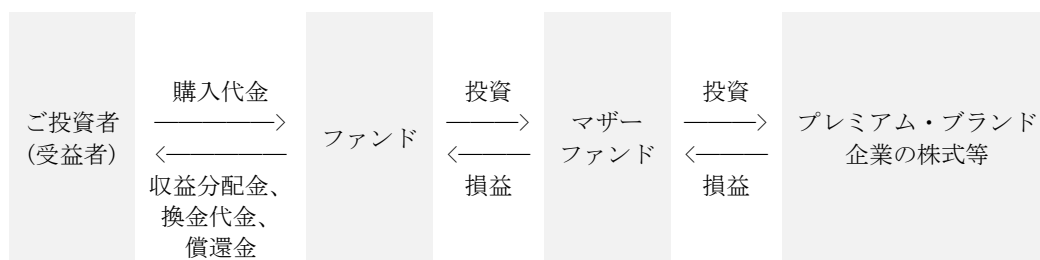 ご投資者
(受益者)
購入代金
収益分配金、
換金代金、
償還金
ファンド
投資
損益
マザー
ファンド
投資
損益
プレミアム・ブランド
企業の株式等